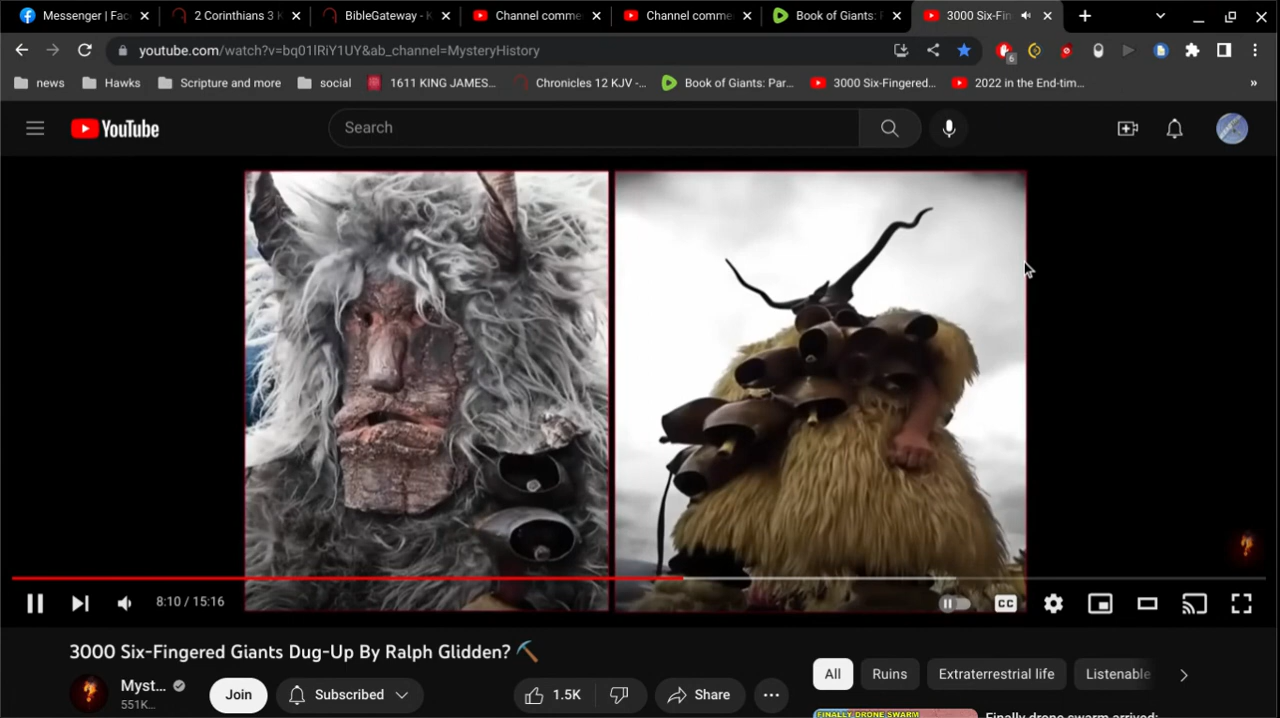 Messenger | Fac
2 Corinthians 3 K
BibleGateway - K
Channel comme
Channel comme
Book of Giants: P
3000 Six-Fin
youtube.com/watch?v=bq01lRiY1UY&ab_channel=MysteryHistory
6
news
Hawks
Scripture and more
social
1611 KING JAMES...
Chronicles 12 KJV -...
Book of Giants: Par...
3000 Six-Fingered...
2022 in the End-tim...
»
YouTube
Search
8:10 / 15:16
CC
3000 Six-Fingered Giants Dug-Up By Ralph Glidden?
Myst...
551K...
Join
Subscribed
1.5K
Share
All
Ruins
Extraterrestrial life
Listenable
FINALLY DRONE SWARM
Finally drone swarm arrived: